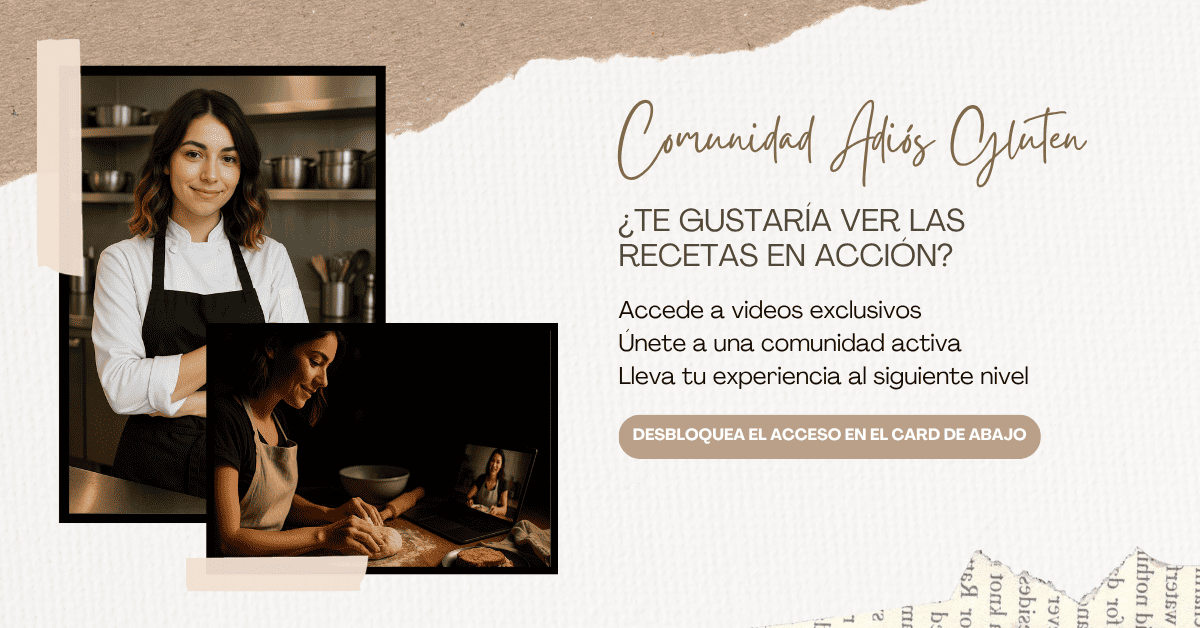 Comunidad Adiós Gluten
¿TE GUSTARÍA VER LAS
RECETAS EN ACCIÓN?
Accede a videos exclusivos
Únete a una comunidad activa
Lleva tu experiencia al siguiente nivel
DESBLOQUEA EL ACCESO EN EL CARD DE ABAJO